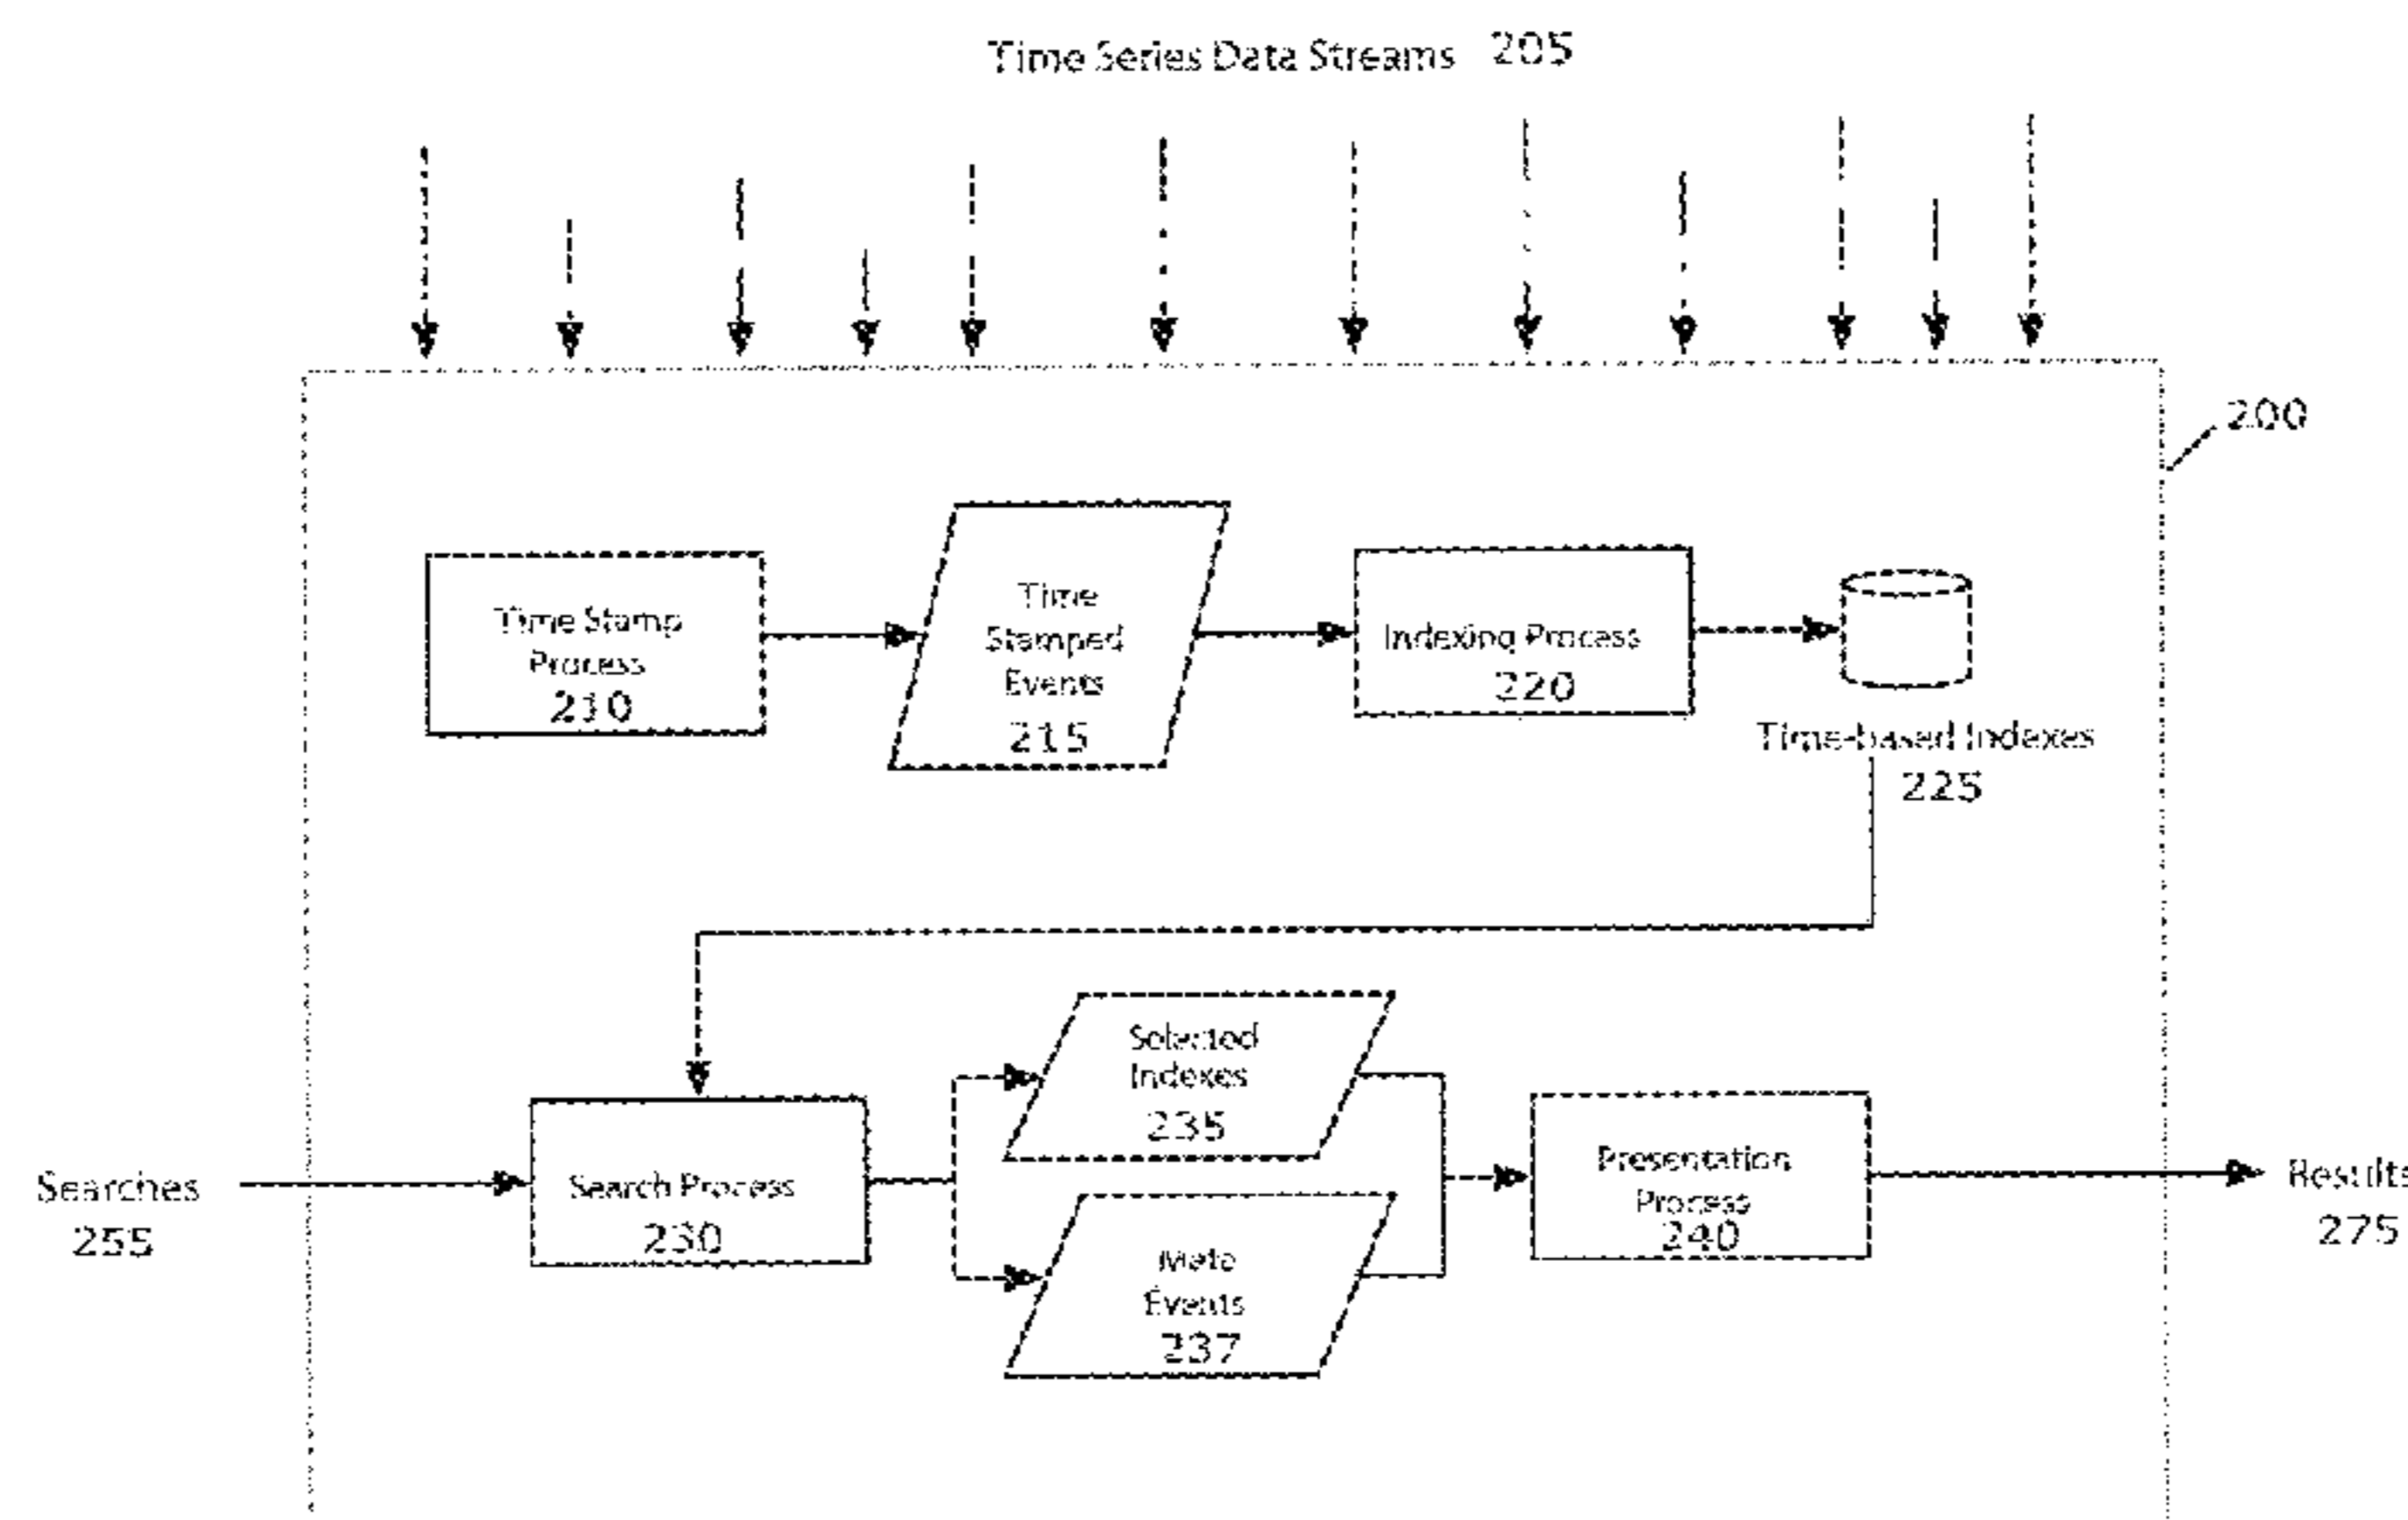 Time Series Data Streams 205
200
Time Stamp
Process
210
Time
Stamped
Events
215
Indexing Process
220
Time-based Indexes
225
Selected
Indexes
235
Searches
255
Search Process
230
Meta
Events
237
Presentation
Process
240
Results
275